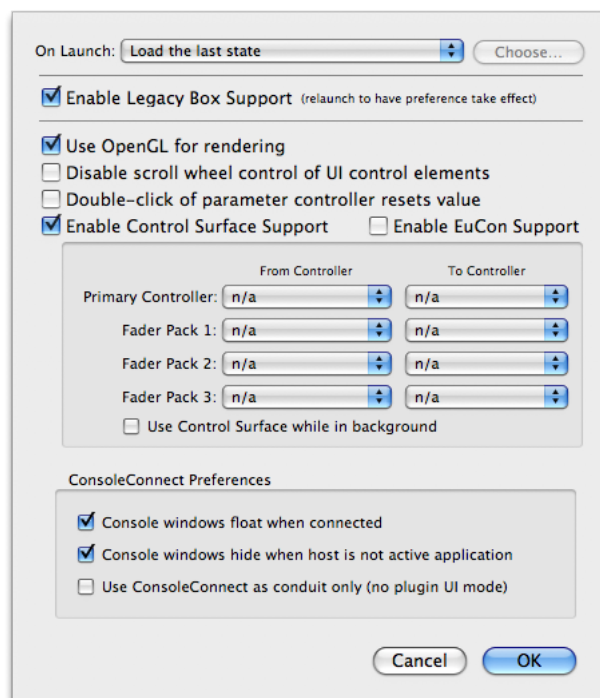 On Launch: Load the last state Choose...
Enable Legacy Box Support (relaunch to have preference take effect)
Use OpenGL for rendering
Disable scroll wheel control of UI control elements
Double-click of parameter controller resets value
Enable Control Surface Support Enable EuCon Support
From Controller To Controller
Primary Controller: n/a n/a
Fader Pack 1: n/a n/a
Fader Pack 2: n/a n/a
Fader Pack 3: n/a n/a
Use Control Surface while in background
ConsoleConnect Preferences
Console windows float when connected
Console windows hide when host is not active application
Use ConsoleConnect as conduit only (no plugin UI mode)
Cancel OK